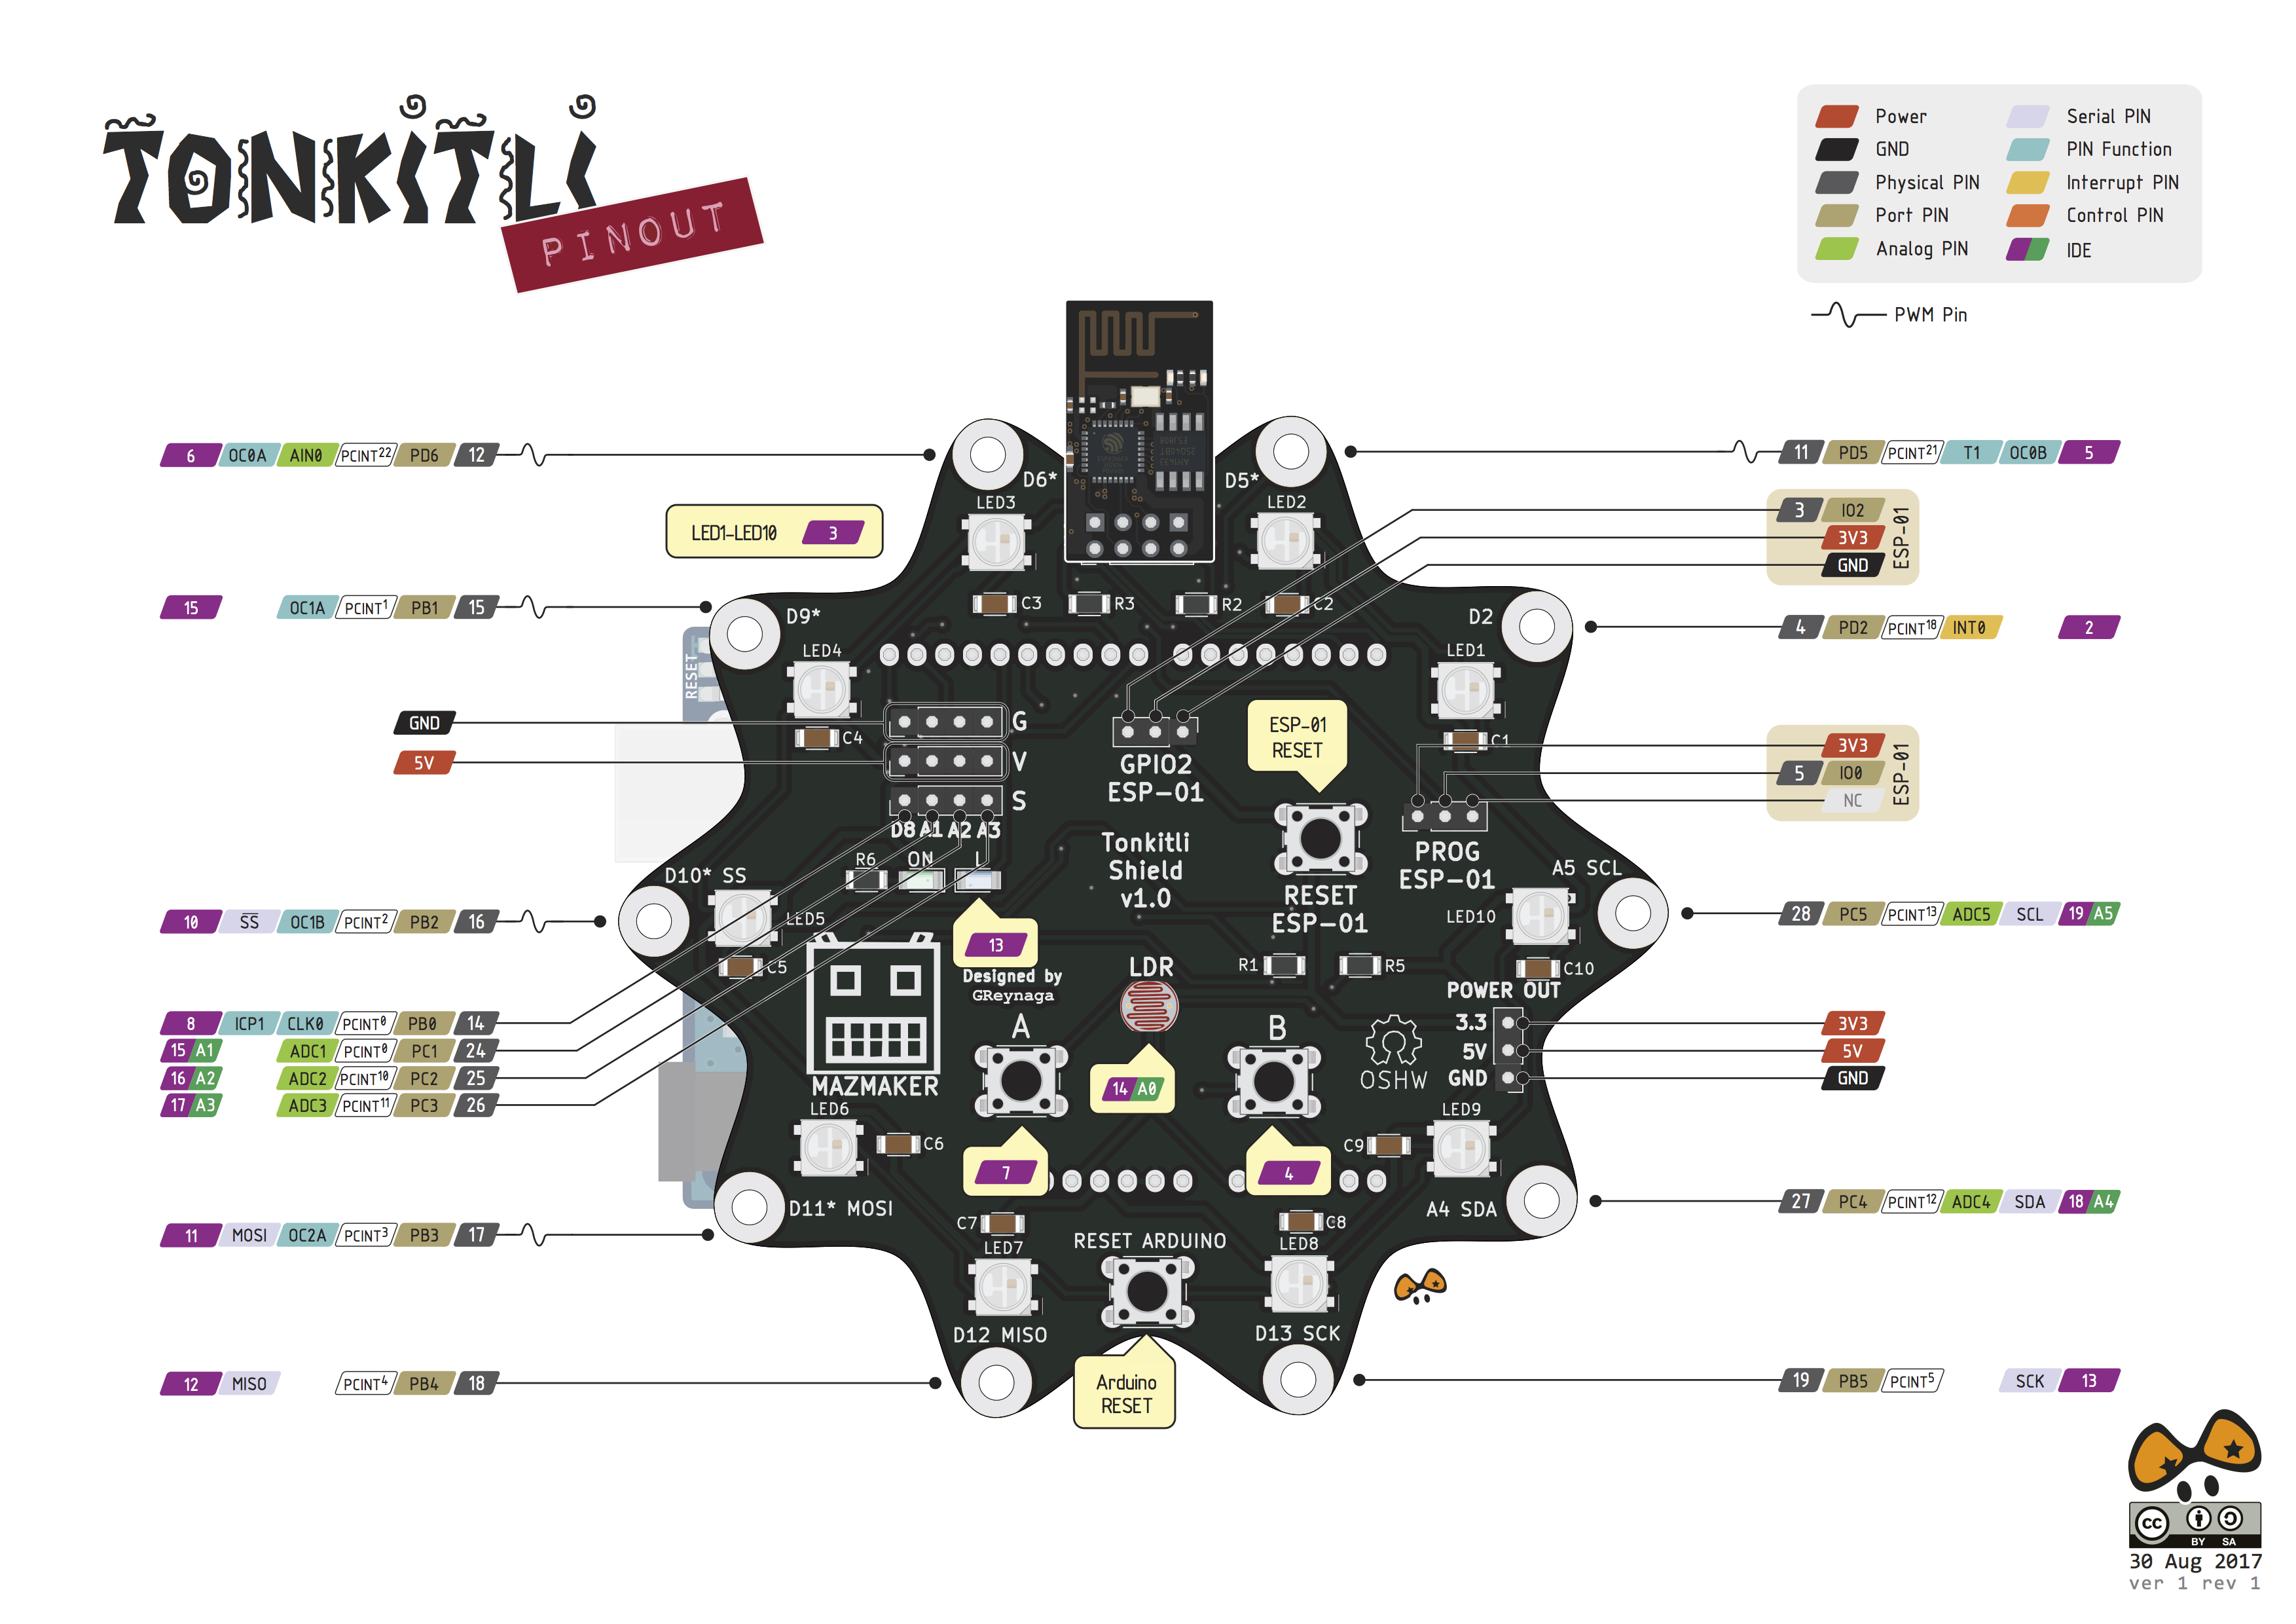 TONKITLI
PINOUT
Power
GND
Physical PIN
Port PIN
Analog PIN
Serial PIN
PIN Function
Interrupt PIN
Control PIN
IDE
PWM Pin
6 OC0A AIN0 PCINT22 PD6 12
11 PD5 PCINT21 T1 OC0B 5
D6*
D5*
LED3
LED2
LED1-LED10 3
3 IO2
3V3
GND
ESP-01
C3
R3
R2
C2
15 OC1A PCINT1 PB1 15
D9*
D2
4 PD2 PCINT18 INT0 2
RESET
LED4
LED1
C4
C1
GND
5V
G
V
S
D8 A1 A2 A3
GPIO2
ESP-01
ESP-01
RESET
3V3
5 IO0
NC
ESP-01
PROG
ESP-01
R6
ON
L
Tonkitli
Shield
v1.0
RESET
ESP-01
D10* SS
LED5
C5
A5 SCL
LED10
C10
10 SS OC1B PCINT2 PB2 16
28 PC5 PCINT13 ADC5 SCL 19 A5
13
Designed by
GReynaga
LDR
R1
R5
POWER OUT
3.3
5V
GND
3V3
5V
GND
8 ICP1 CLK0 PCINT0 PB0 14
15 A1 ADC1 PCINT0 PC1 24
16 A2 ADC2 PCINT10 PC2 25
17 A3 ADC3 PCINT11 PC3 26
MAZMAKER
A
B
14 A0
OSHW
LED6
C6
LED9
C9
7
4
D11* MOSI
A4 SDA
11 MOSI OC2A PCINT3 PB3 17
27 PC4 PCINT12 ADC4 SDA 18 A4
C7
C8
LED7
LED8
RESET ARDUINO
D12 MISO
D13 SCK
Arduino
RESET
12 MISO PCINT4 PB4 18
19 PB5 PCINT5 SCK 13
cc
BY SA
30 Aug 2017
ver 1 rev 1